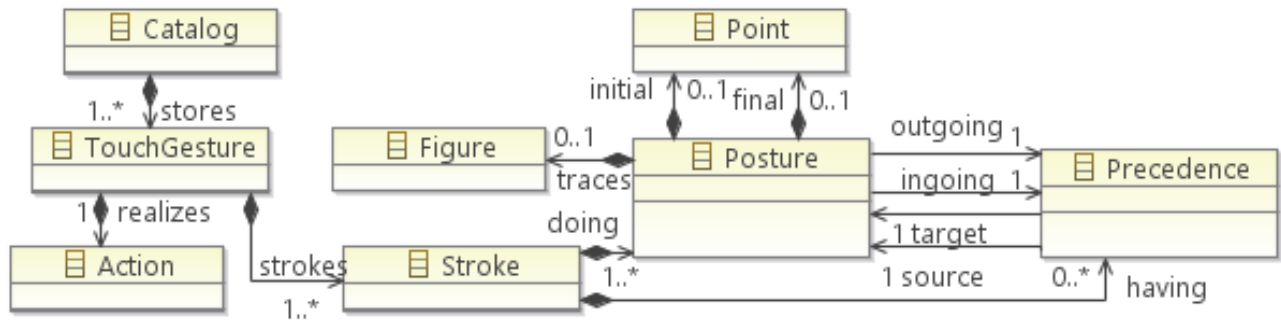 Catalog
Point
1..* stores
initial 0..1 final 0..1
TouchGesture
Figure
0..1
traces
Posture
outgoing 1
ingoing 1
Precedence
1 realizes
doing
1 target
Action
strokes
1..*
Stroke
1..*
1 source
0..* having